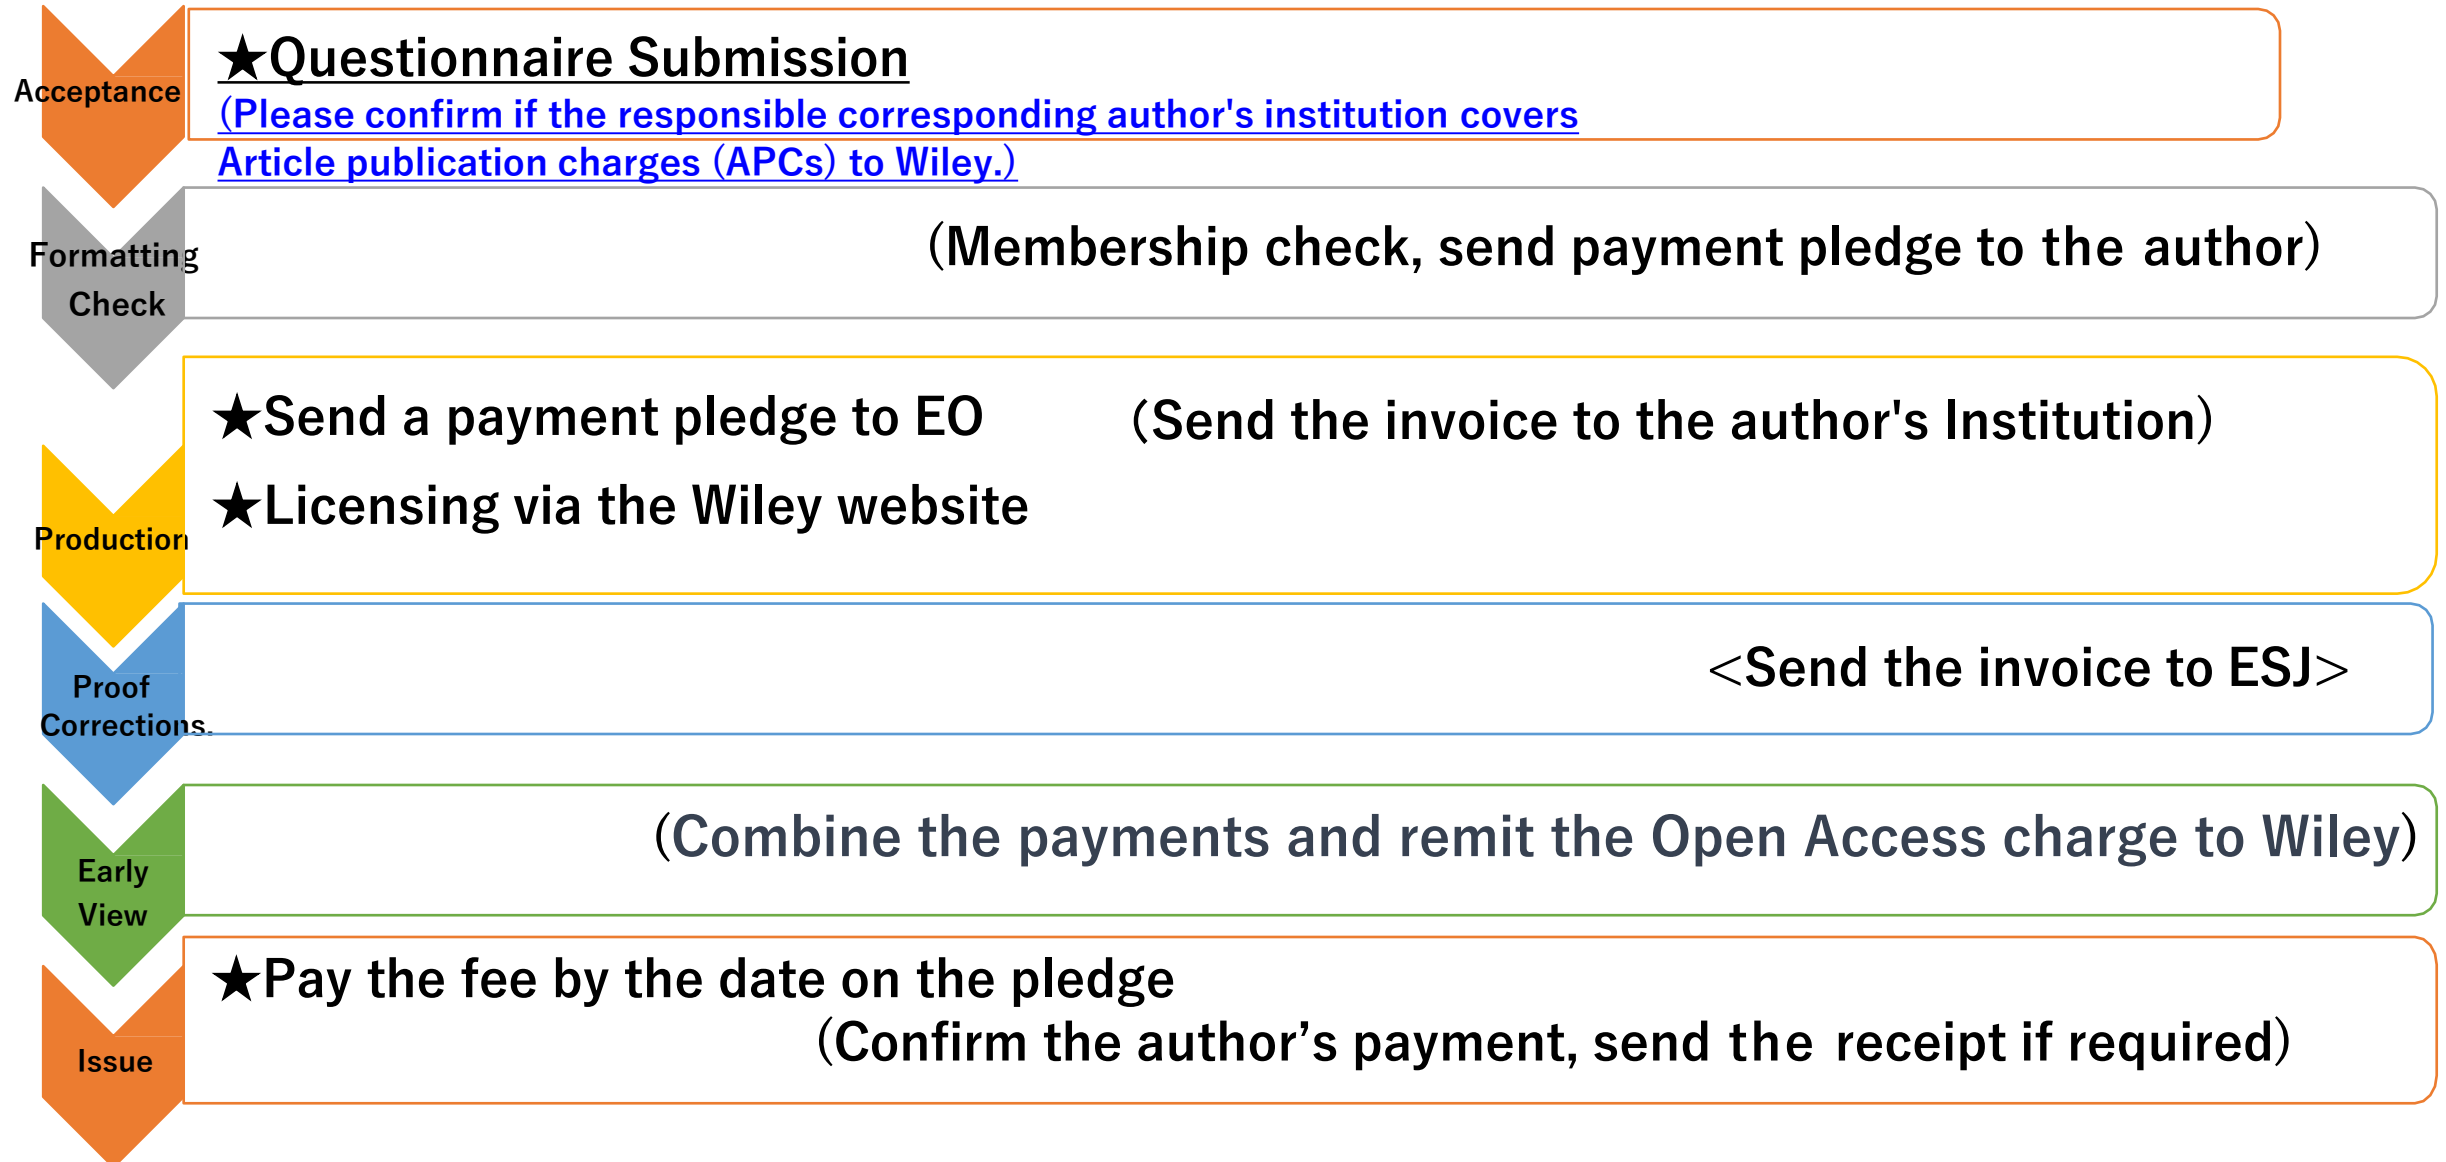 Acceptance
★Questionnaire Submission
(Please confirm if the responsible corresponding author's institution covers
Article publication charges (APCs) to Wiley.)
Formatting
Check
(Membership check, send payment pledge to the author)
Production
★Send a payment pledge to EO (Send the invoice to the author's Institution)
★Licensing via the Wiley website
Proof
Corrections.
<Send the invoice to ESJ>
Early
View
(Combine the payments and remit the Open Access charge to Wiley)
Issue
★Pay the fee by the date on the pledge
(Confirm the author’s payment, send the receipt if required)